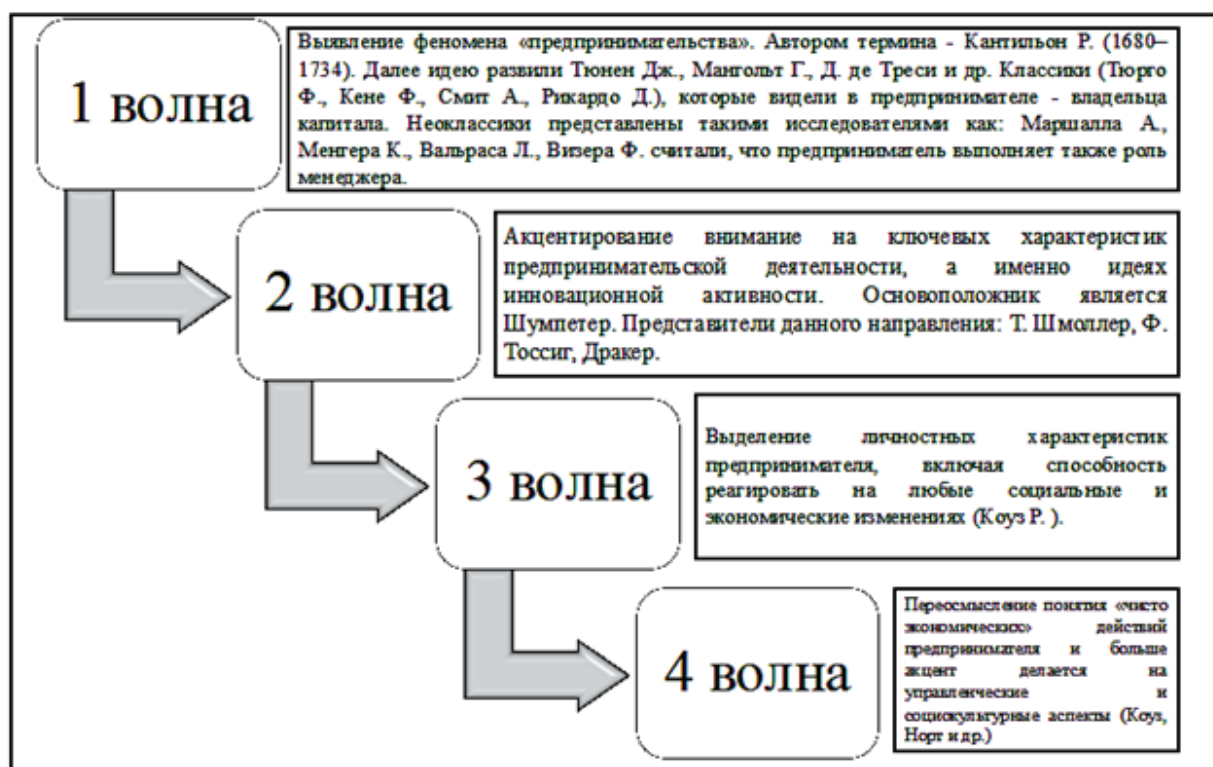 1 волна
Выявление феномена «предпринимательства». Автором термина - Кантильон Р. (1680–
1734). Далее идею развили Тюнен Дж., Мангольт Г., Д. де Треси и др. Классики (Тюрго
Ф., Кене Ф., Смит А., Рикардо Д.), которые видели в предпринимателе - владельца
капитала. Неоклассики представлены такими исследователями как: Маршалла А.,
Менгера К., Вальраса Л., Визера Ф. считали, что предприниматель выполняет также роль
менеджера.
2 волна
Акцентирование внимание на ключевых характеристик
предпринимательской деятельности, а именно идеях
инновационной активности. Основоположник является
Шумпетер. Представители данного направления: Т. Шмоллер, Ф.
Тоссиг, Дракер.
3 волна
Выделение личностных характеристик
предпринимателя, включая способность
реагировать на любые социальные и
экономические изменениях (Коуз Р. ).
4 волна
Переосмысление понятия «чисто
экономических» действий
предпринимателя и больше
акцент делается на
управленческие и
социокультурные аспекты (Коуз,
Норт и др.)